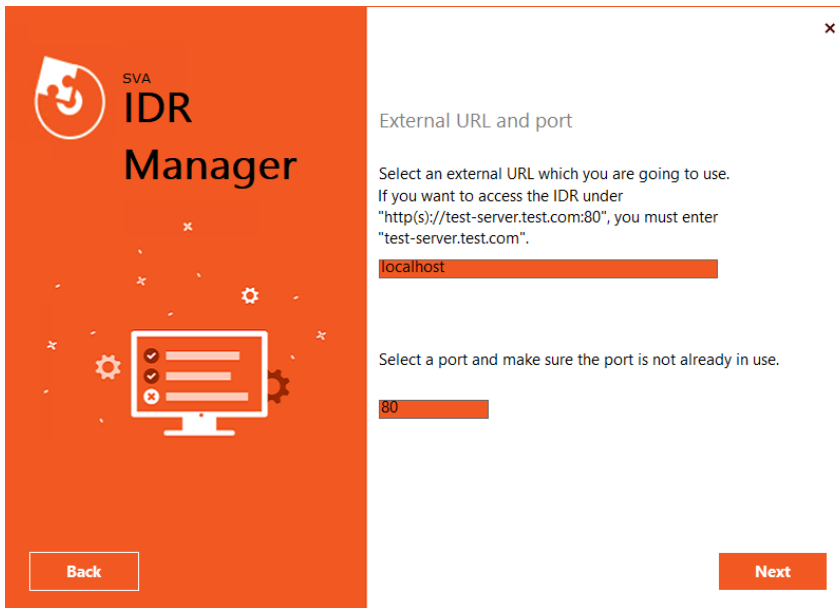 SVA
IDR
Manager
External URL and port
Select an external URL which you are going to use.
If you want to access the IDR under
"http(s)://test-server.test.com:80", you must enter
"test-server.test.com".
localhost
Select a port and make sure the port is not already in use.
80
Back
Next